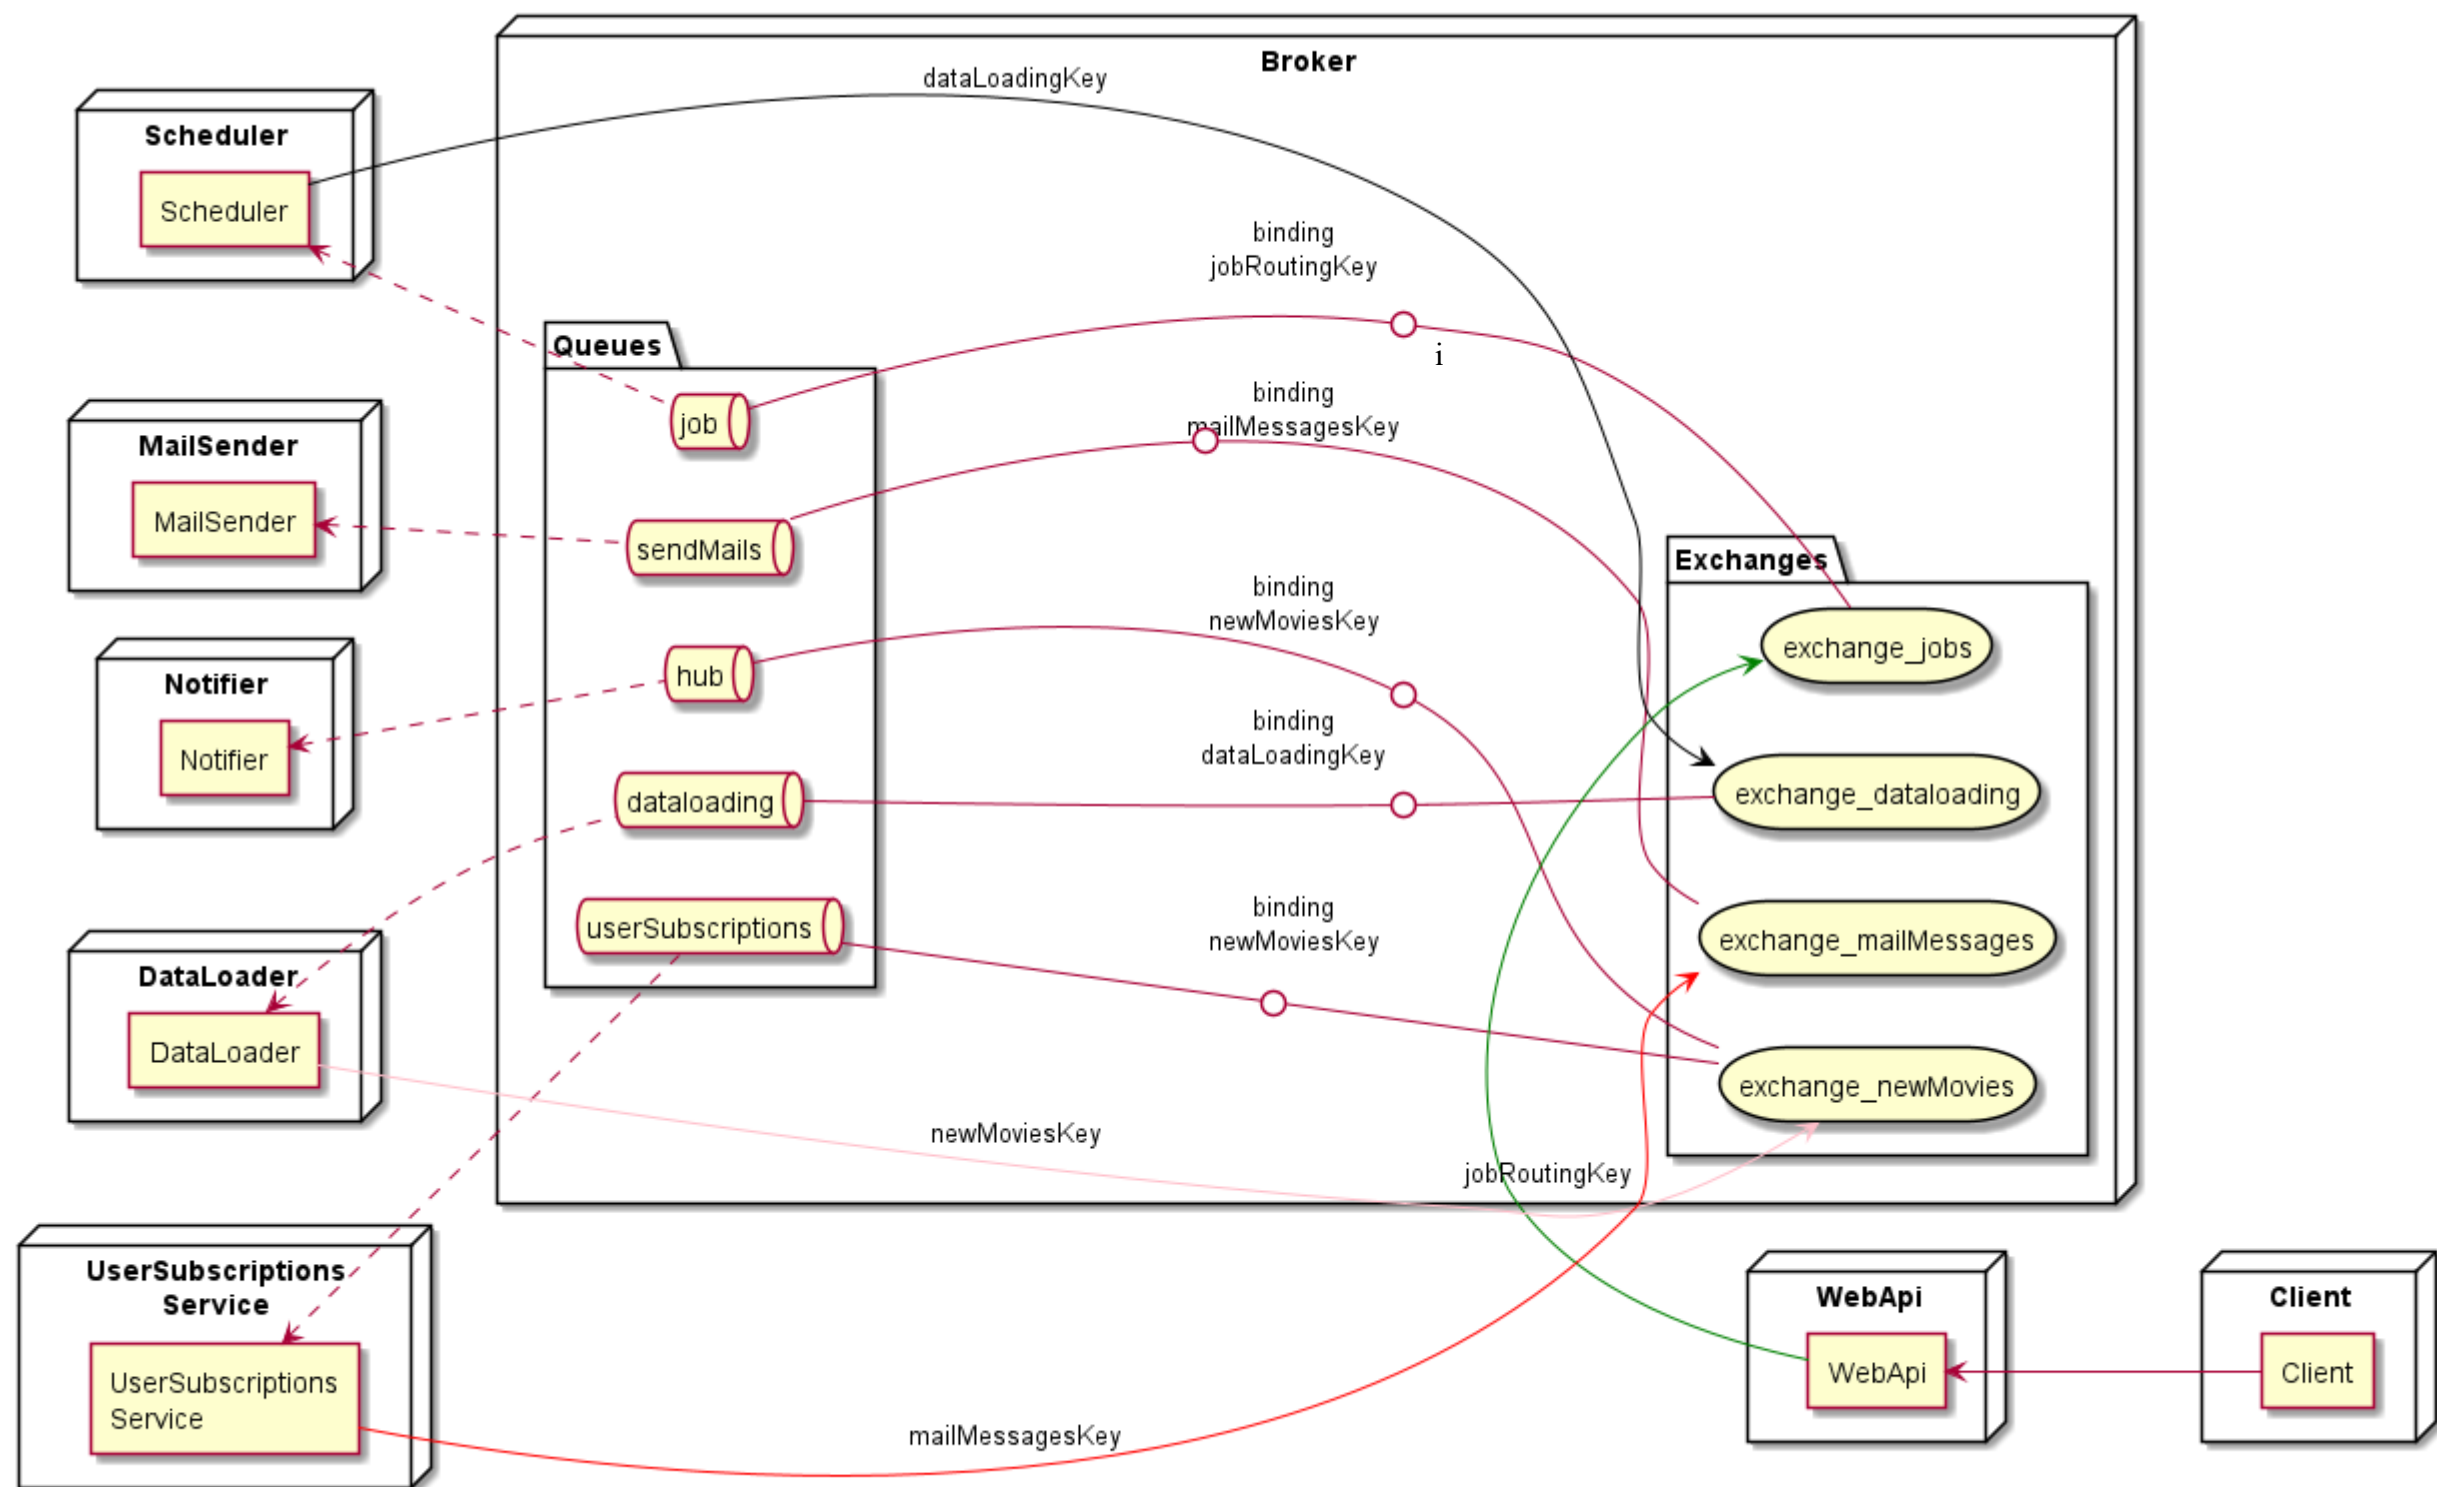 Broker
dataLoadingKey
Scheduler
Scheduler
binding
jobRoutingKey
i
Queues
job
binding
mailMessagesKey
MailSender
MailSender
sendMails
Exchanges
binding
newMoviesKey
exchange_jobs
Notifier
Notifier
hub
binding
dataLoadingKey
dataloading
exchange_dataloading
userSubscriptions
binding
newMoviesKey
exchange_mailMessages
DataLoader
DataLoader
exchange_newMovies
newMoviesKey
jobRoutingKey
UserSubscriptions
Service
UserSubscriptions
Service
mailMessagesKey
WebApi
WebApi
Client
Client